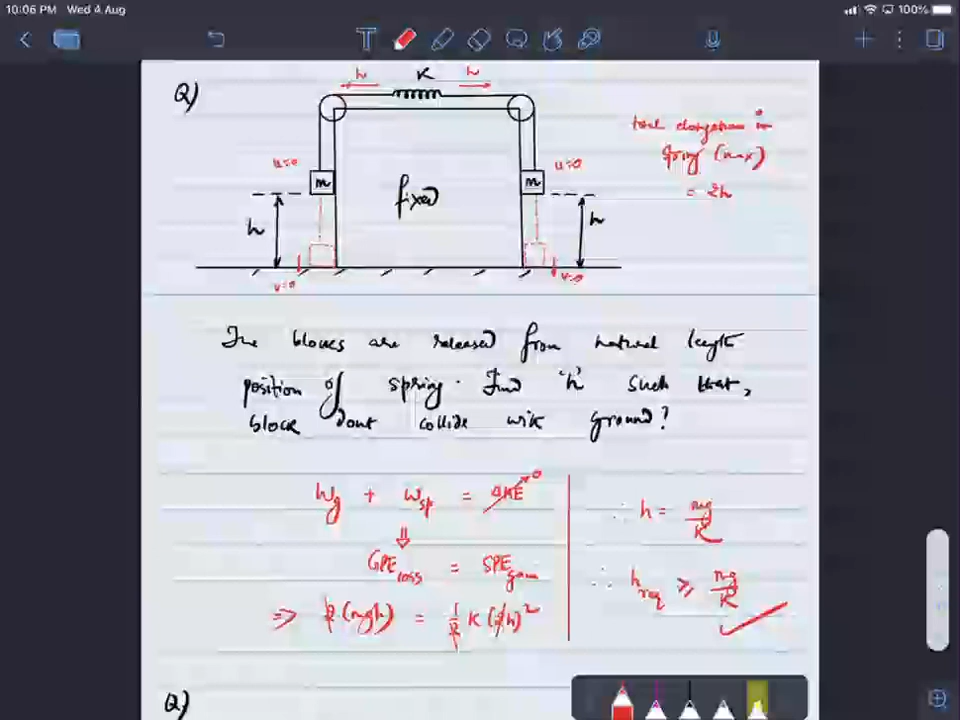 10:06 PM Wed 4 Aug
100%
T
Q)
h
K
h
u=0
u=0
m
m
fixed
h
h
v=0
v=0
total elongation in
spring (max)
= 2h
The blocks are released from natural length
position of spring. Find 'h' such that,
block dont collide with ground?
Wg + Wsp = ΔKE 0
⇓
GPE loss = SPE gain
⇒ 2(mgh) = 1/2 K (2h)²
∴ h = mg/K
∴ h req ≥ mg/K
Q)